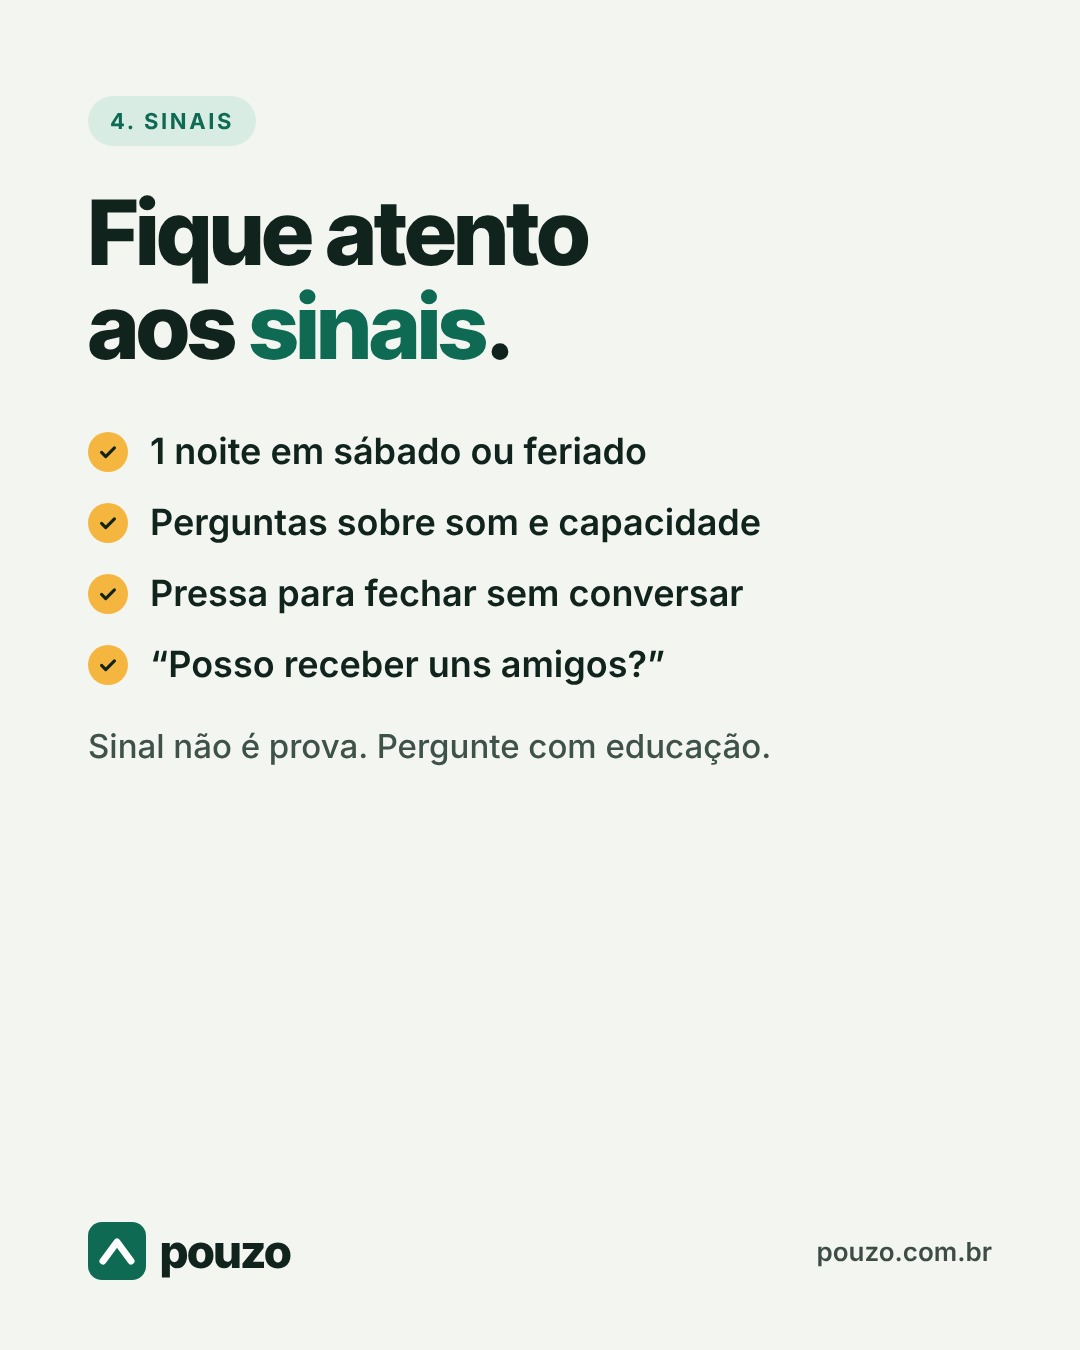 4. SINAIS
Fique atento
aos sinais.
1 noite em sábado ou feriado
Perguntas sobre som e capacidade
Pressa para fechar sem conversar
“Posso receber uns amigos?”
Sinal não é prova. Pergunte com educação.
pouzo
pouzo.com.br